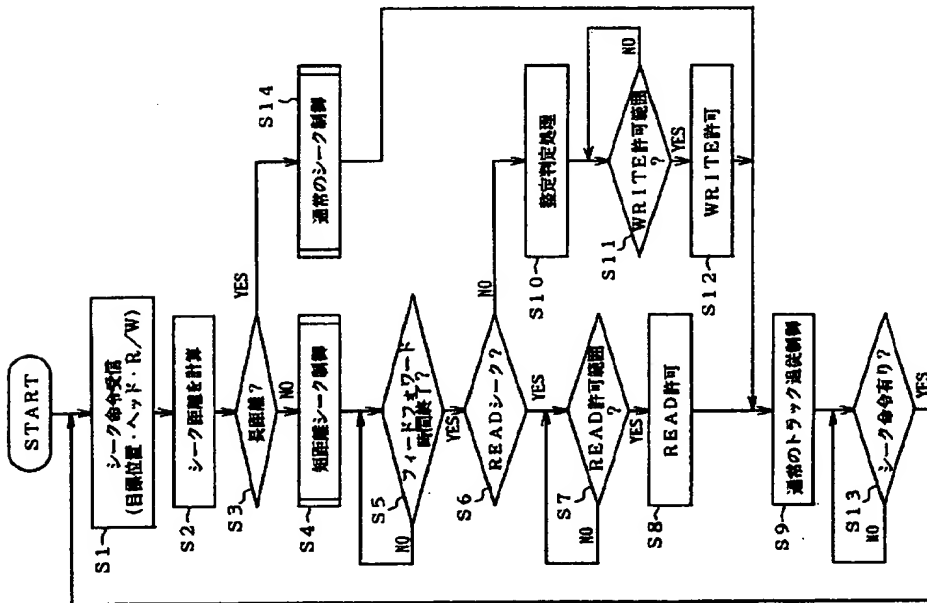 START
S1
シーク命令受信
(目標位置・ヘッド・R/W)
S2
シーク距離を計算
S3
長距離?
YES
NO
S14
通常のシーク制御
S4
短距離シーク制御
S5
フィードフォワード
時間終了?
NO
YES
S6
READシーク?
NO
YES
S10
整定判定処理
S7
READ許可範囲
?
NO
YES
S11
WRITE許可範囲
?
NO
YES
S8
READ許可
S12
WRITE許可
S9
通常のトラック追従制御
S13
シーク命令有り?
NO
YES